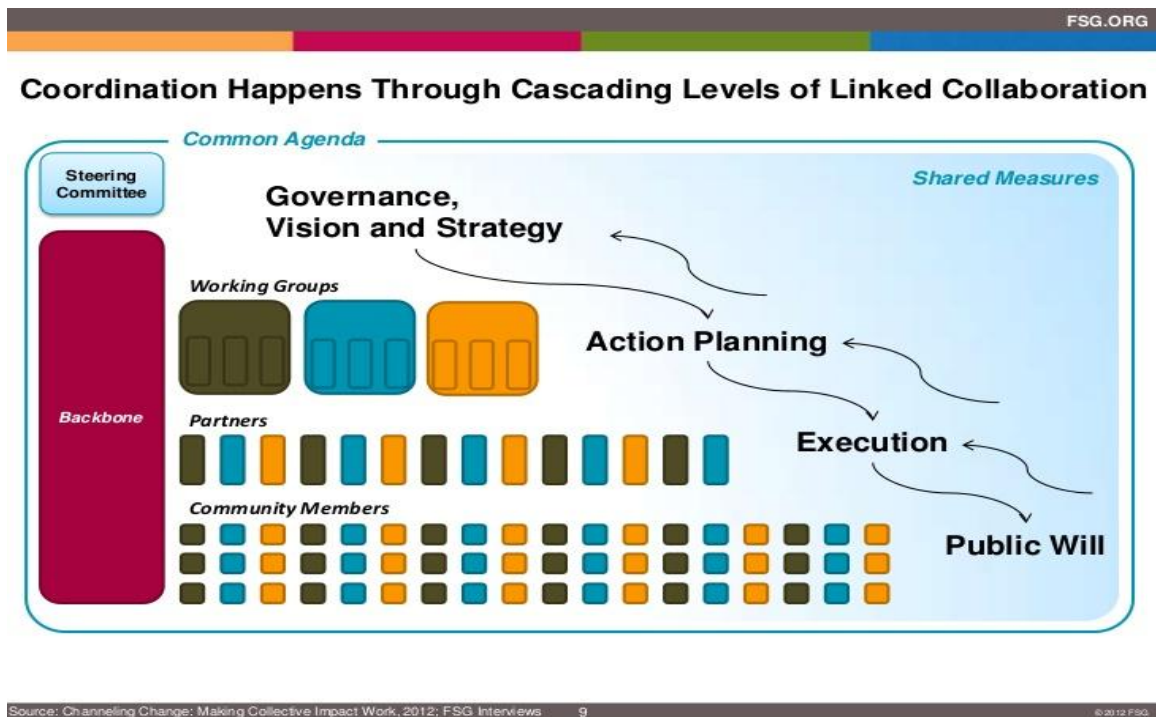 FSG.ORG
Coordination Happens Through Cascading Levels of Linked Collaboration
Common Agenda
Steering
Committee
Shared Measures
Governance,
Vision and Strategy
Working Groups
Action Planning
Backbone
Partners
Execution
Community Members
Public Will
Source: Channeling Change: Making Collective Impact Work, 2012; FSG Interviews
9
© 2012 FSG